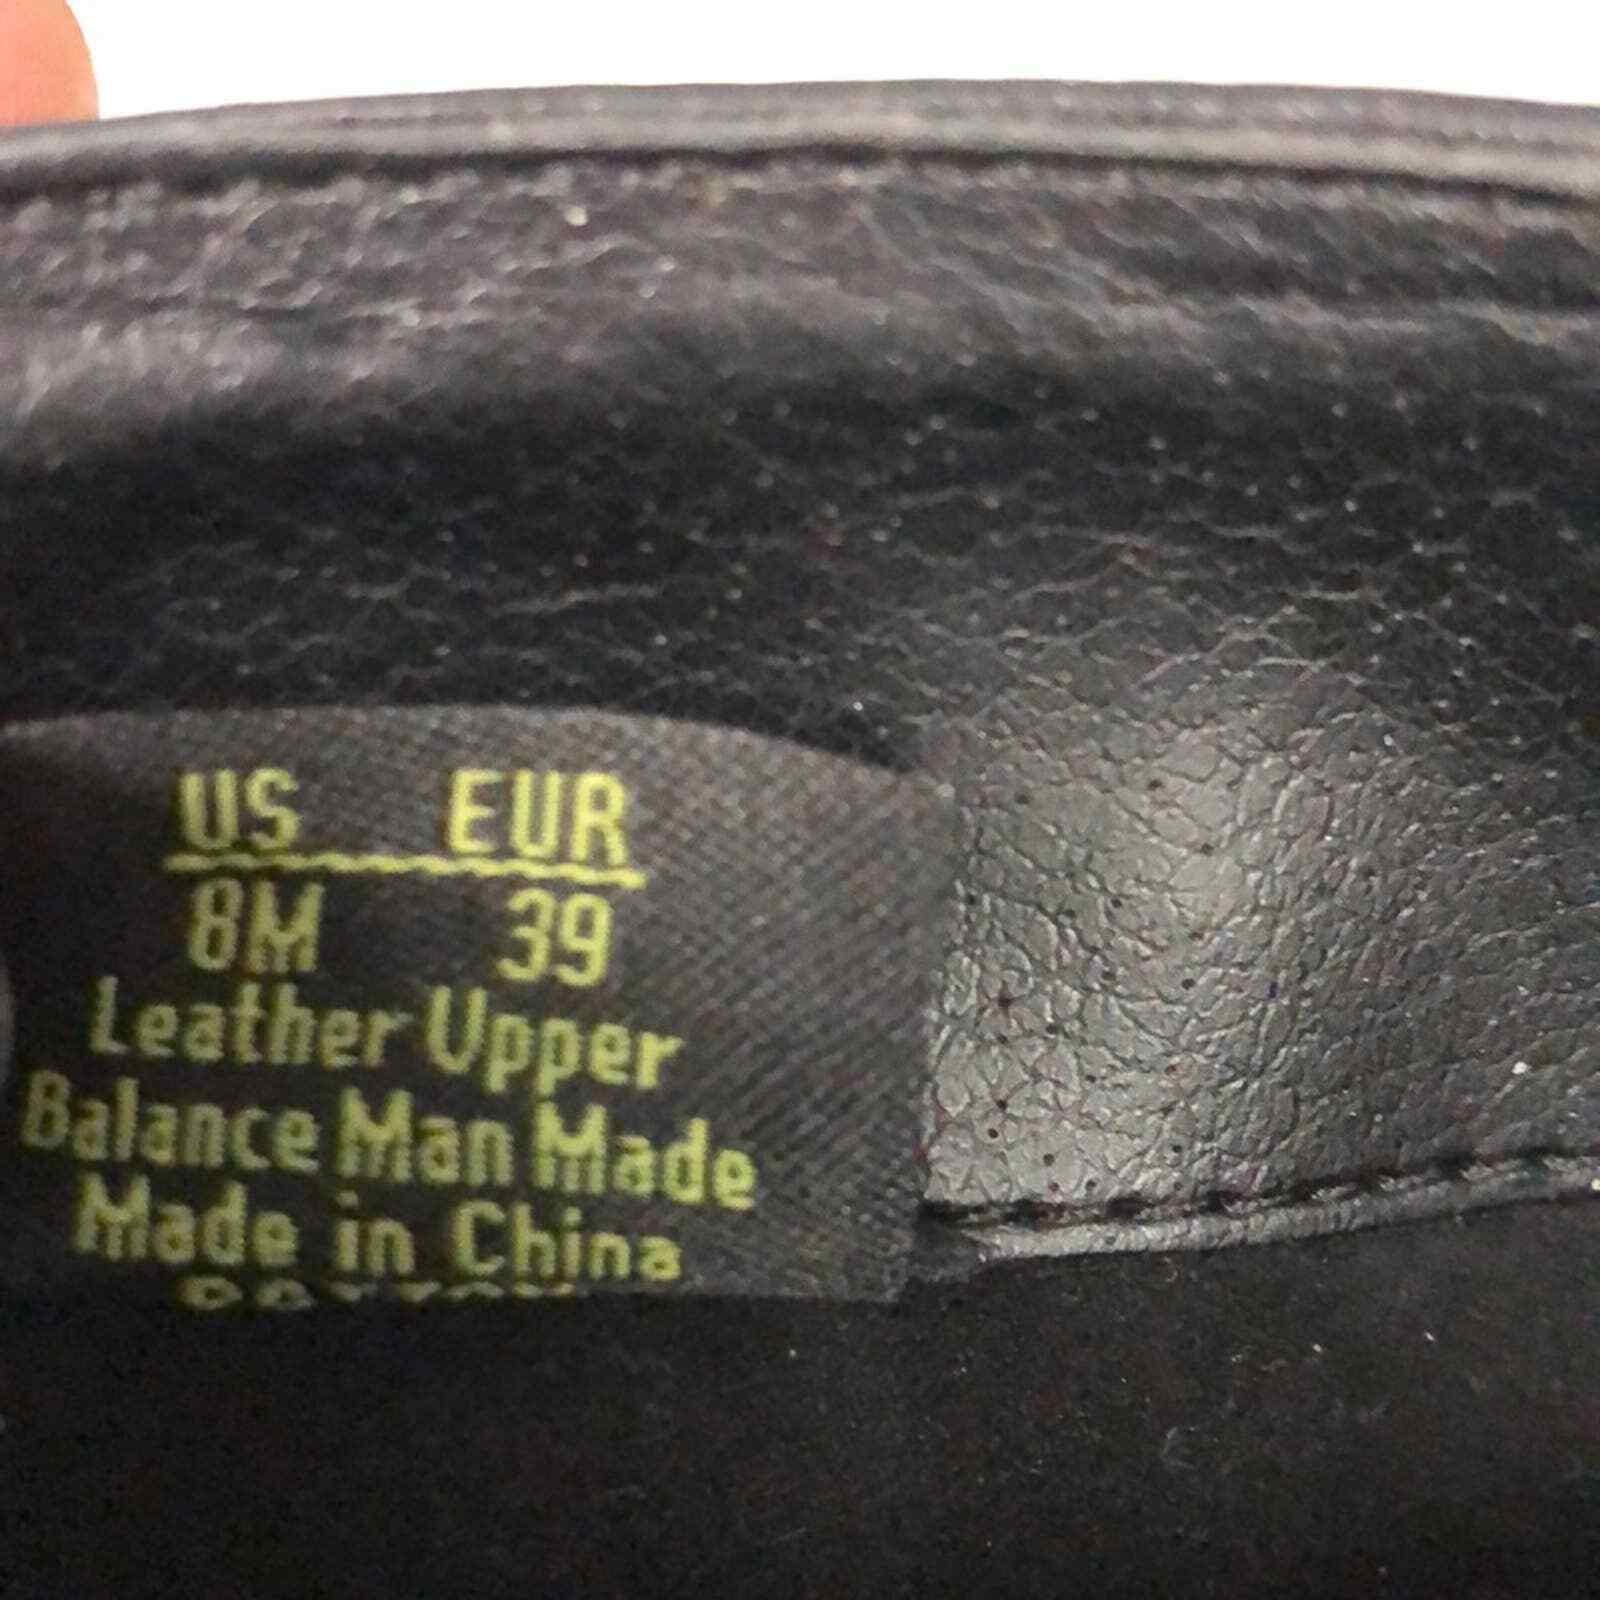 US EUR
8M 39
Leather Upper
Balance Man Made
Made in China